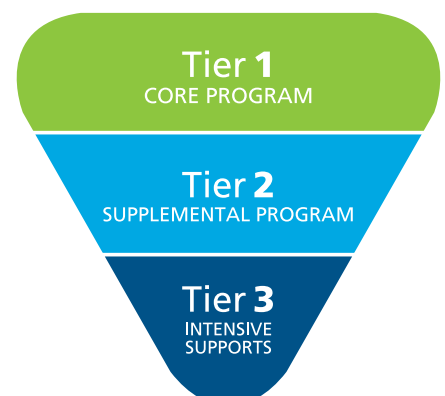 Tier 1
CORE PROGRAM
Tier 2
SUPPLEMENTAL PROGRAM
Tier 3
INTENSIVE
SUPPORTS